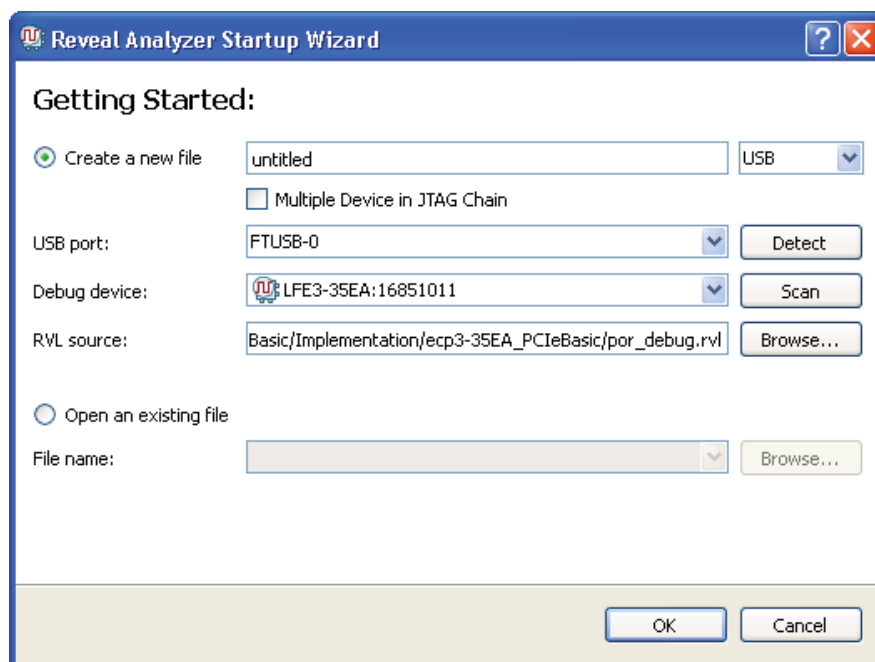 Reveal Analyzer Startup Wizard ?
Getting Started:
Create a new file untitled USB
Multiple Device in JTAG Chain
USB port: FTUSB-0 Detect
Debug device: LFE3-35EA:16851011 Scan
RVL source: Basic/Implementation/ecp3-35EA_PCIeBasic/por_debug.rvl Browse...
Open an existing file
File name: Browse...
OK Cancel